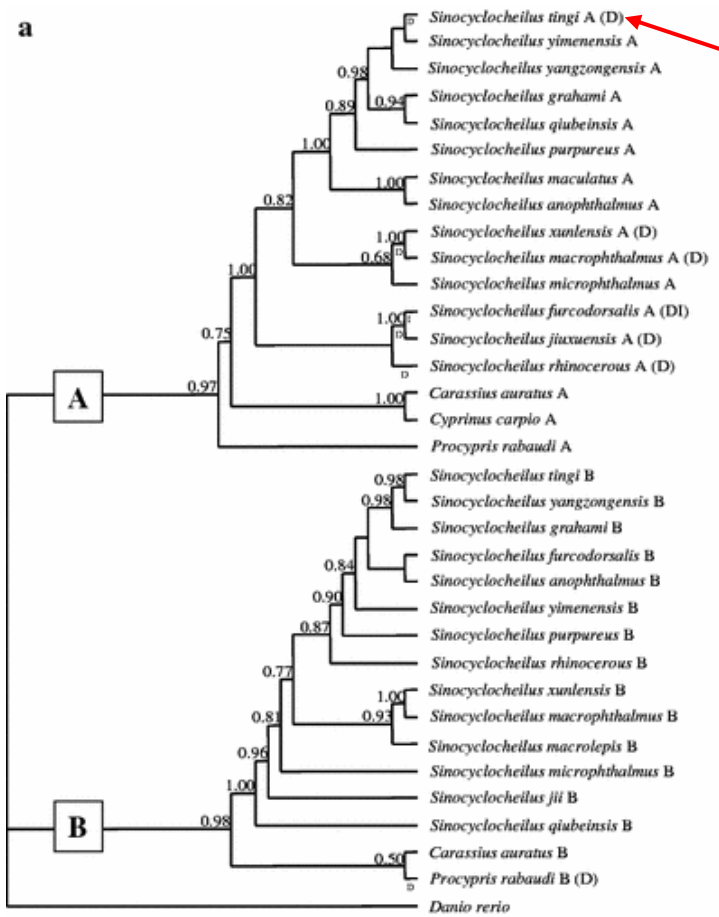 a
Sinocyclocheilus tingi A (D)
D
Sinocyclocheilus yimenensis A
Sinocyclocheilus yangzongensis A
0.98
Sinocyclocheilus grahami A
0.94
0.89
Sinocyclocheilus qiubeinsis A
1.00
Sinocyclocheilus purpureus A
Sinocyclocheilus maculatus A
1.00
0.82
Sinocyclocheilus anophthalmus A
Sinocyclocheilus xunlensis A (D)
1.00
D
Sinocyclocheilus macrophthalmus A (D)
0.68
1.00
Sinocyclocheilus microphthalmus A
Sinocyclocheilus furcodorsalis A (DI)
1.00
D
0.75
Sinocyclocheilus jiuxuensis A (D)
Sinocyclocheilus rhinocerous A (D)
D
0.97
A
Carassius auratus A
1.00
Cyprinus carpio A
Procypris rabaudi A
Sinocyclocheilus tingi B
0.98
0.98
Sinocyclocheilus yangzongensis B
Sinocyclocheilus grahami B
Sinocyclocheilus furcodorsalis B
0.84
Sinocyclocheilus anophthalmus B
0.90
Sinocyclocheilus yimenensis B
0.87
Sinocyclocheilus purpureus B
Sinocyclocheilus rhinocerous B
0.77
Sinocyclocheilus xunlensis B
1.00
0.93
Sinocyclocheilus macrophthalmus B
0.81
Sinocyclocheilus macrolepis B
0.96
Sinocyclocheilus microphthalmus B
1.00
Sinocyclocheilus jii B
0.98
B
Sinocyclocheilus qiubeinsis B
Carassius auratus B
0.50
Procypris rabaudi B (D)
D
Danio rerio